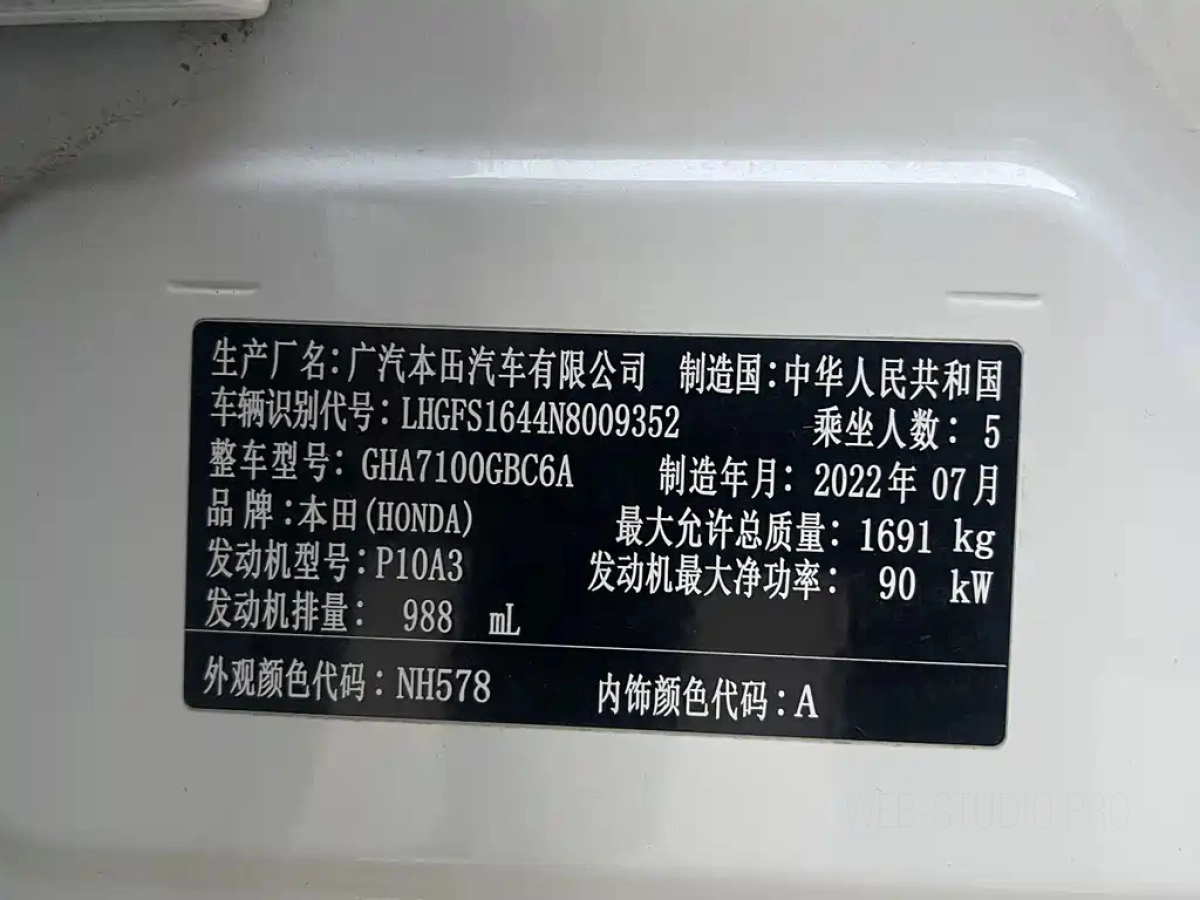 生产厂名：广汽本田汽车有限公司 制造国：中华人民共和国
车辆识别代号：LHGFS1644N8009352 乘坐人数：5
整车型号：GHA7100GBC6A 制造年月：2022年 07月
品 牌：本田(HONDA) 最大允许总质量：1691 kg
发动机型号：P10A3 发动机最大净功率：90 kW
发动机排量：988 mL
外观颜色代码：NH578 内饰颜色代码：A
WEB-STUDIO PRO